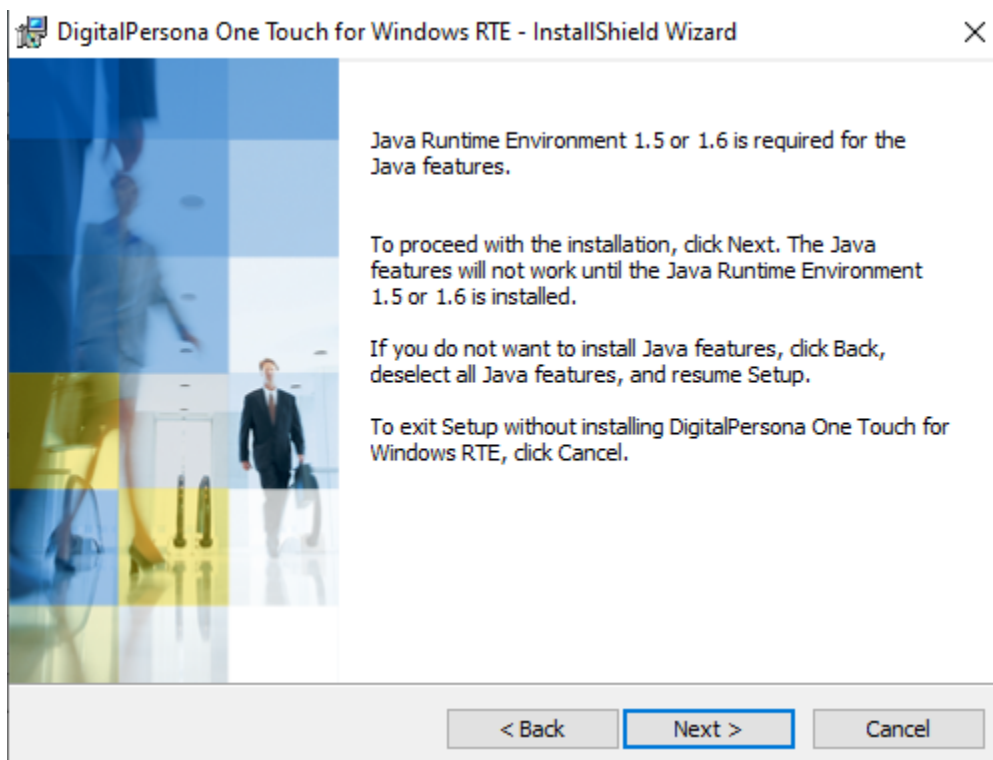 DigitalPersona One Touch for Windows RTE - InstallShield Wizard
Java Runtime Environment 1.5 or 1.6 is required for the
Java features.
To proceed with the installation, click Next. The Java
features will not work until the Java Runtime Environment
1.5 or 1.6 is installed.
If you do not want to install Java features, click Back,
deselect all Java features, and resume Setup.
To exit Setup without installing DigitalPersona One Touch for
Windows RTE, click Cancel.
< Back Next > Cancel